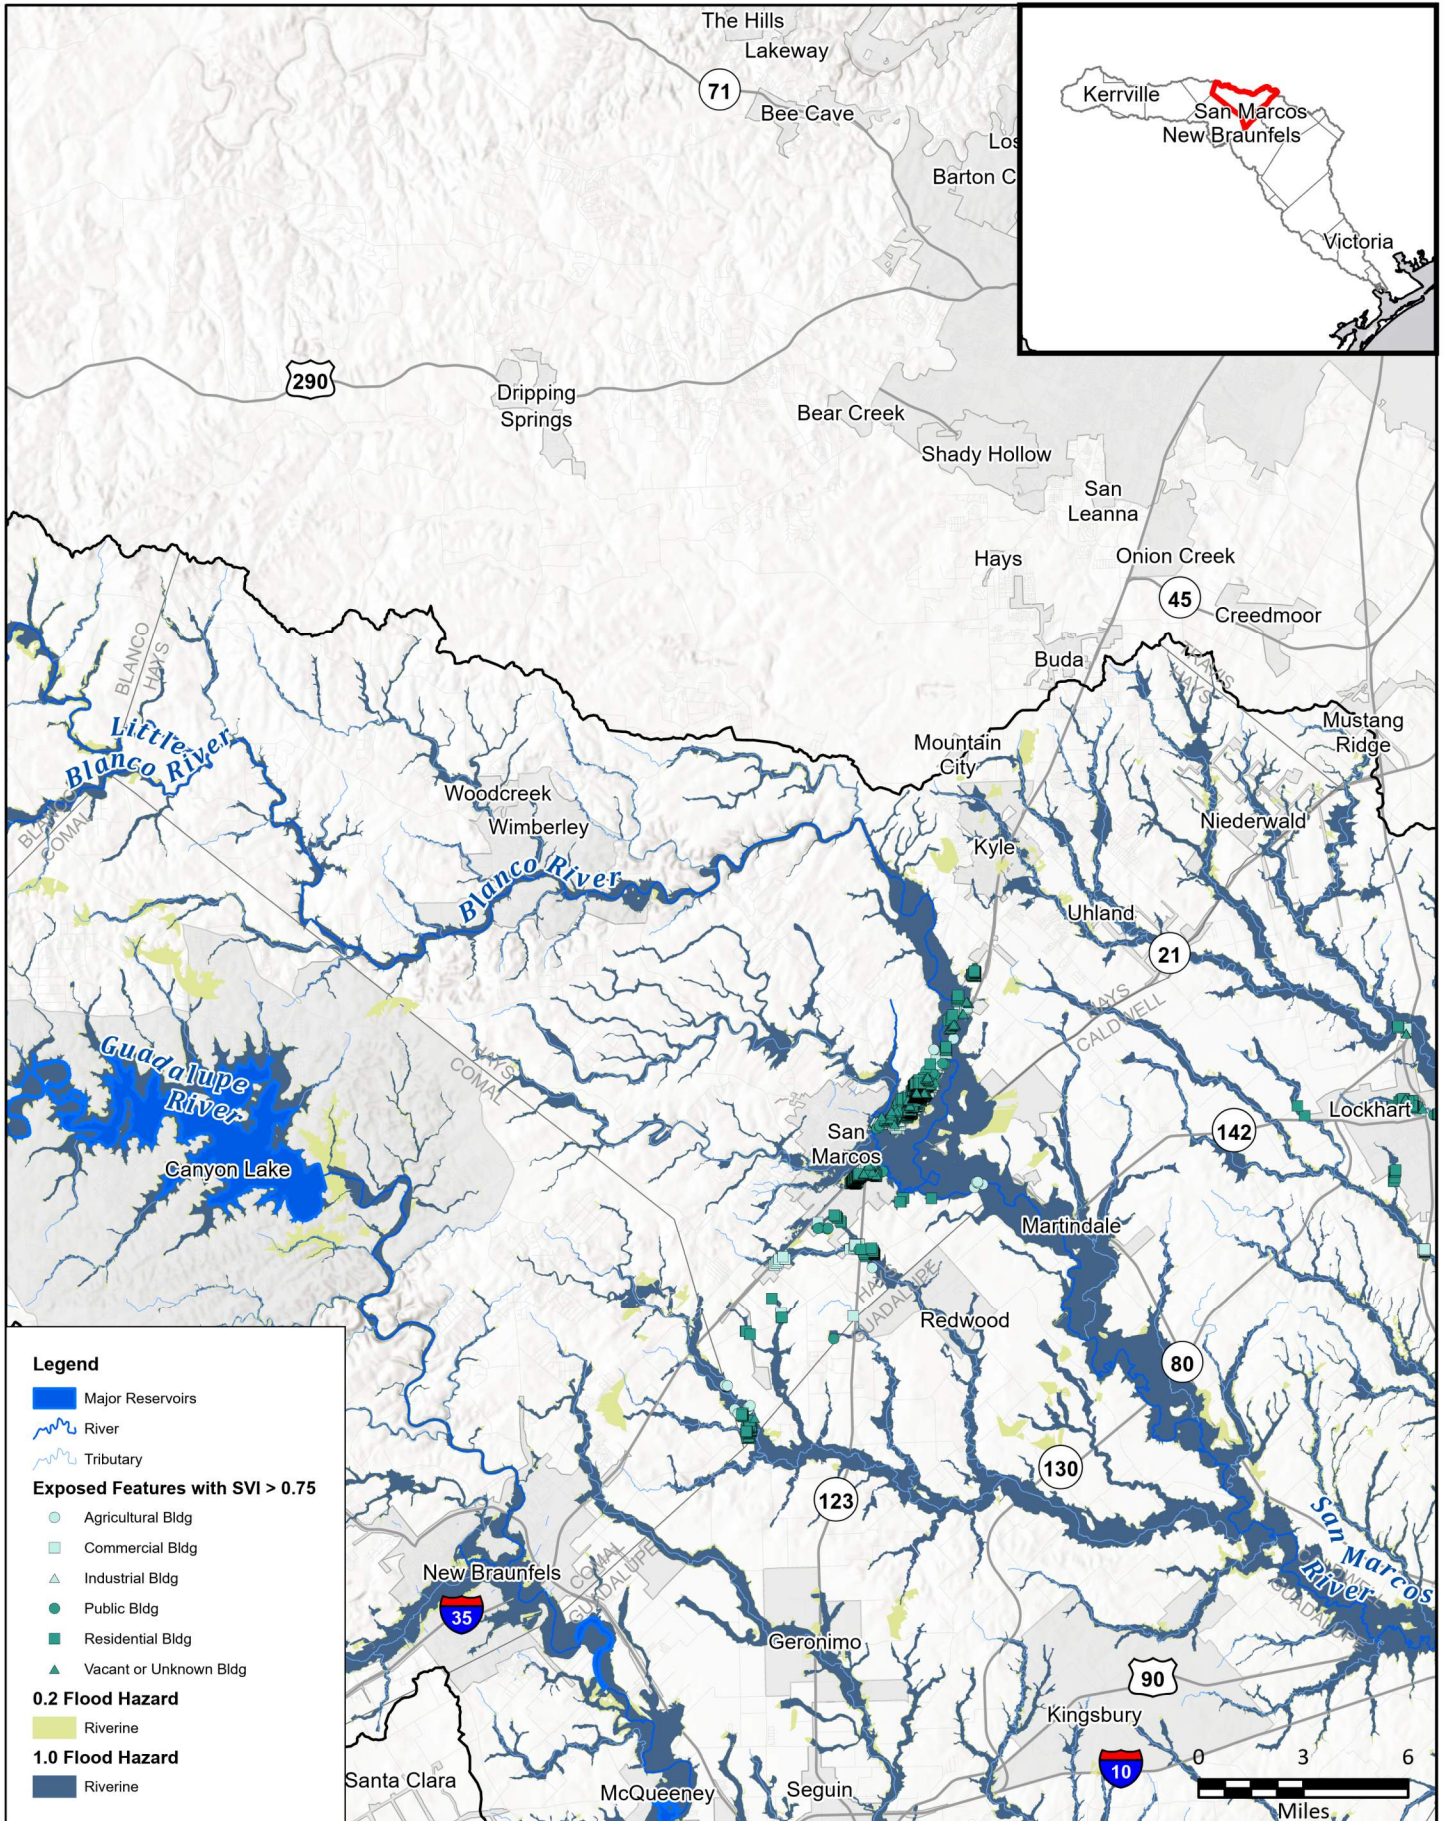 The Hills
Lakeway
71
Bee Cave
Los
Barton C
Kerrville
San Marcos
New Braunfels
Victoria
290
Dripping
Springs
Bear Creek
Shady Hollow
San
Leanna
Hays
Onion Creek
45
Creedmoor
Buda
TRAVIS
HAYS
BLANCO
HAYS
Mustang
Ridge
Little
Blanco River
Mountain
City
Woodcreek
Wimberley
Niederwald
BLANCO
COMAL
Kyle
Blanco River
Uhland
21
HAYS
CALDWELL
Guadalupe
River
HAYS
COMAL
Lockhart
142
San
Marcos
Canyon Lake
Martindale
HAYS
GUADALUPE
Redwood
80
Legend
Major Reservoirs
River
Tributary
Exposed Features with SVI > 0.75
Agricultural Bldg
Commercial Bldg
Industrial Bldg
Public Bldg
Residential Bldg
Vacant or Unknown Bldg
0.2 Flood Hazard
Riverine
1.0 Flood Hazard
Riverine
130
123
San Marcos
River
New Braunfels
COMAL
GUADALUPE
35
Geronimo
90
Kingsbury
10
Santa Clara
McQueeney
Seguin
0 3 6
Miles